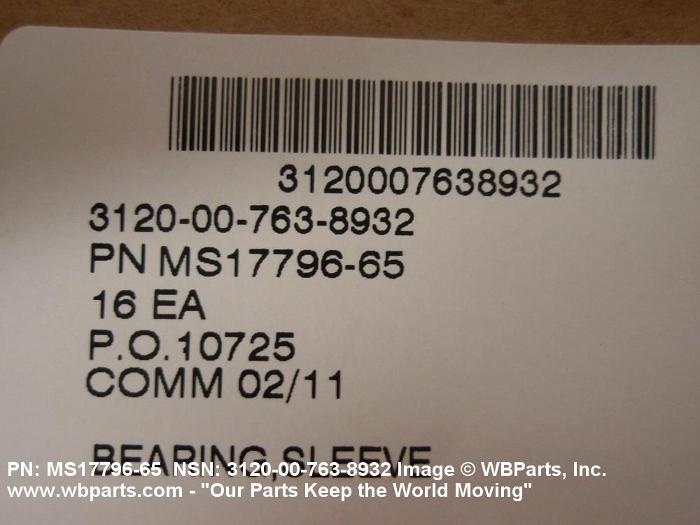 3120007638932
3120-00-763-8932
PN MS17796-65
16 EA
P.O.10725
COMM 02/11
BEARING,SLEEVE
PN: MS17796-65 NSN: 3120-00-763-8932 Image © WBParts, Inc.
www.wbparts.com - "Our Parts Keep the World Moving"